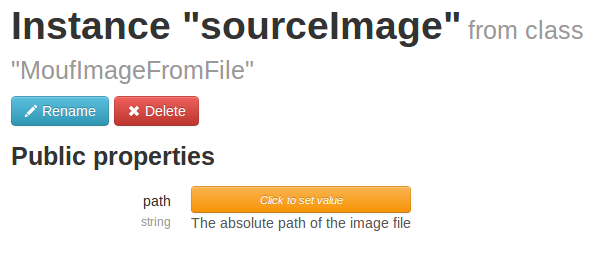 Instance "sourceImage" from class
"MoufImageFromFile"
Rename Delete
Public properties
path Click to set value
string The absolute path of the image file